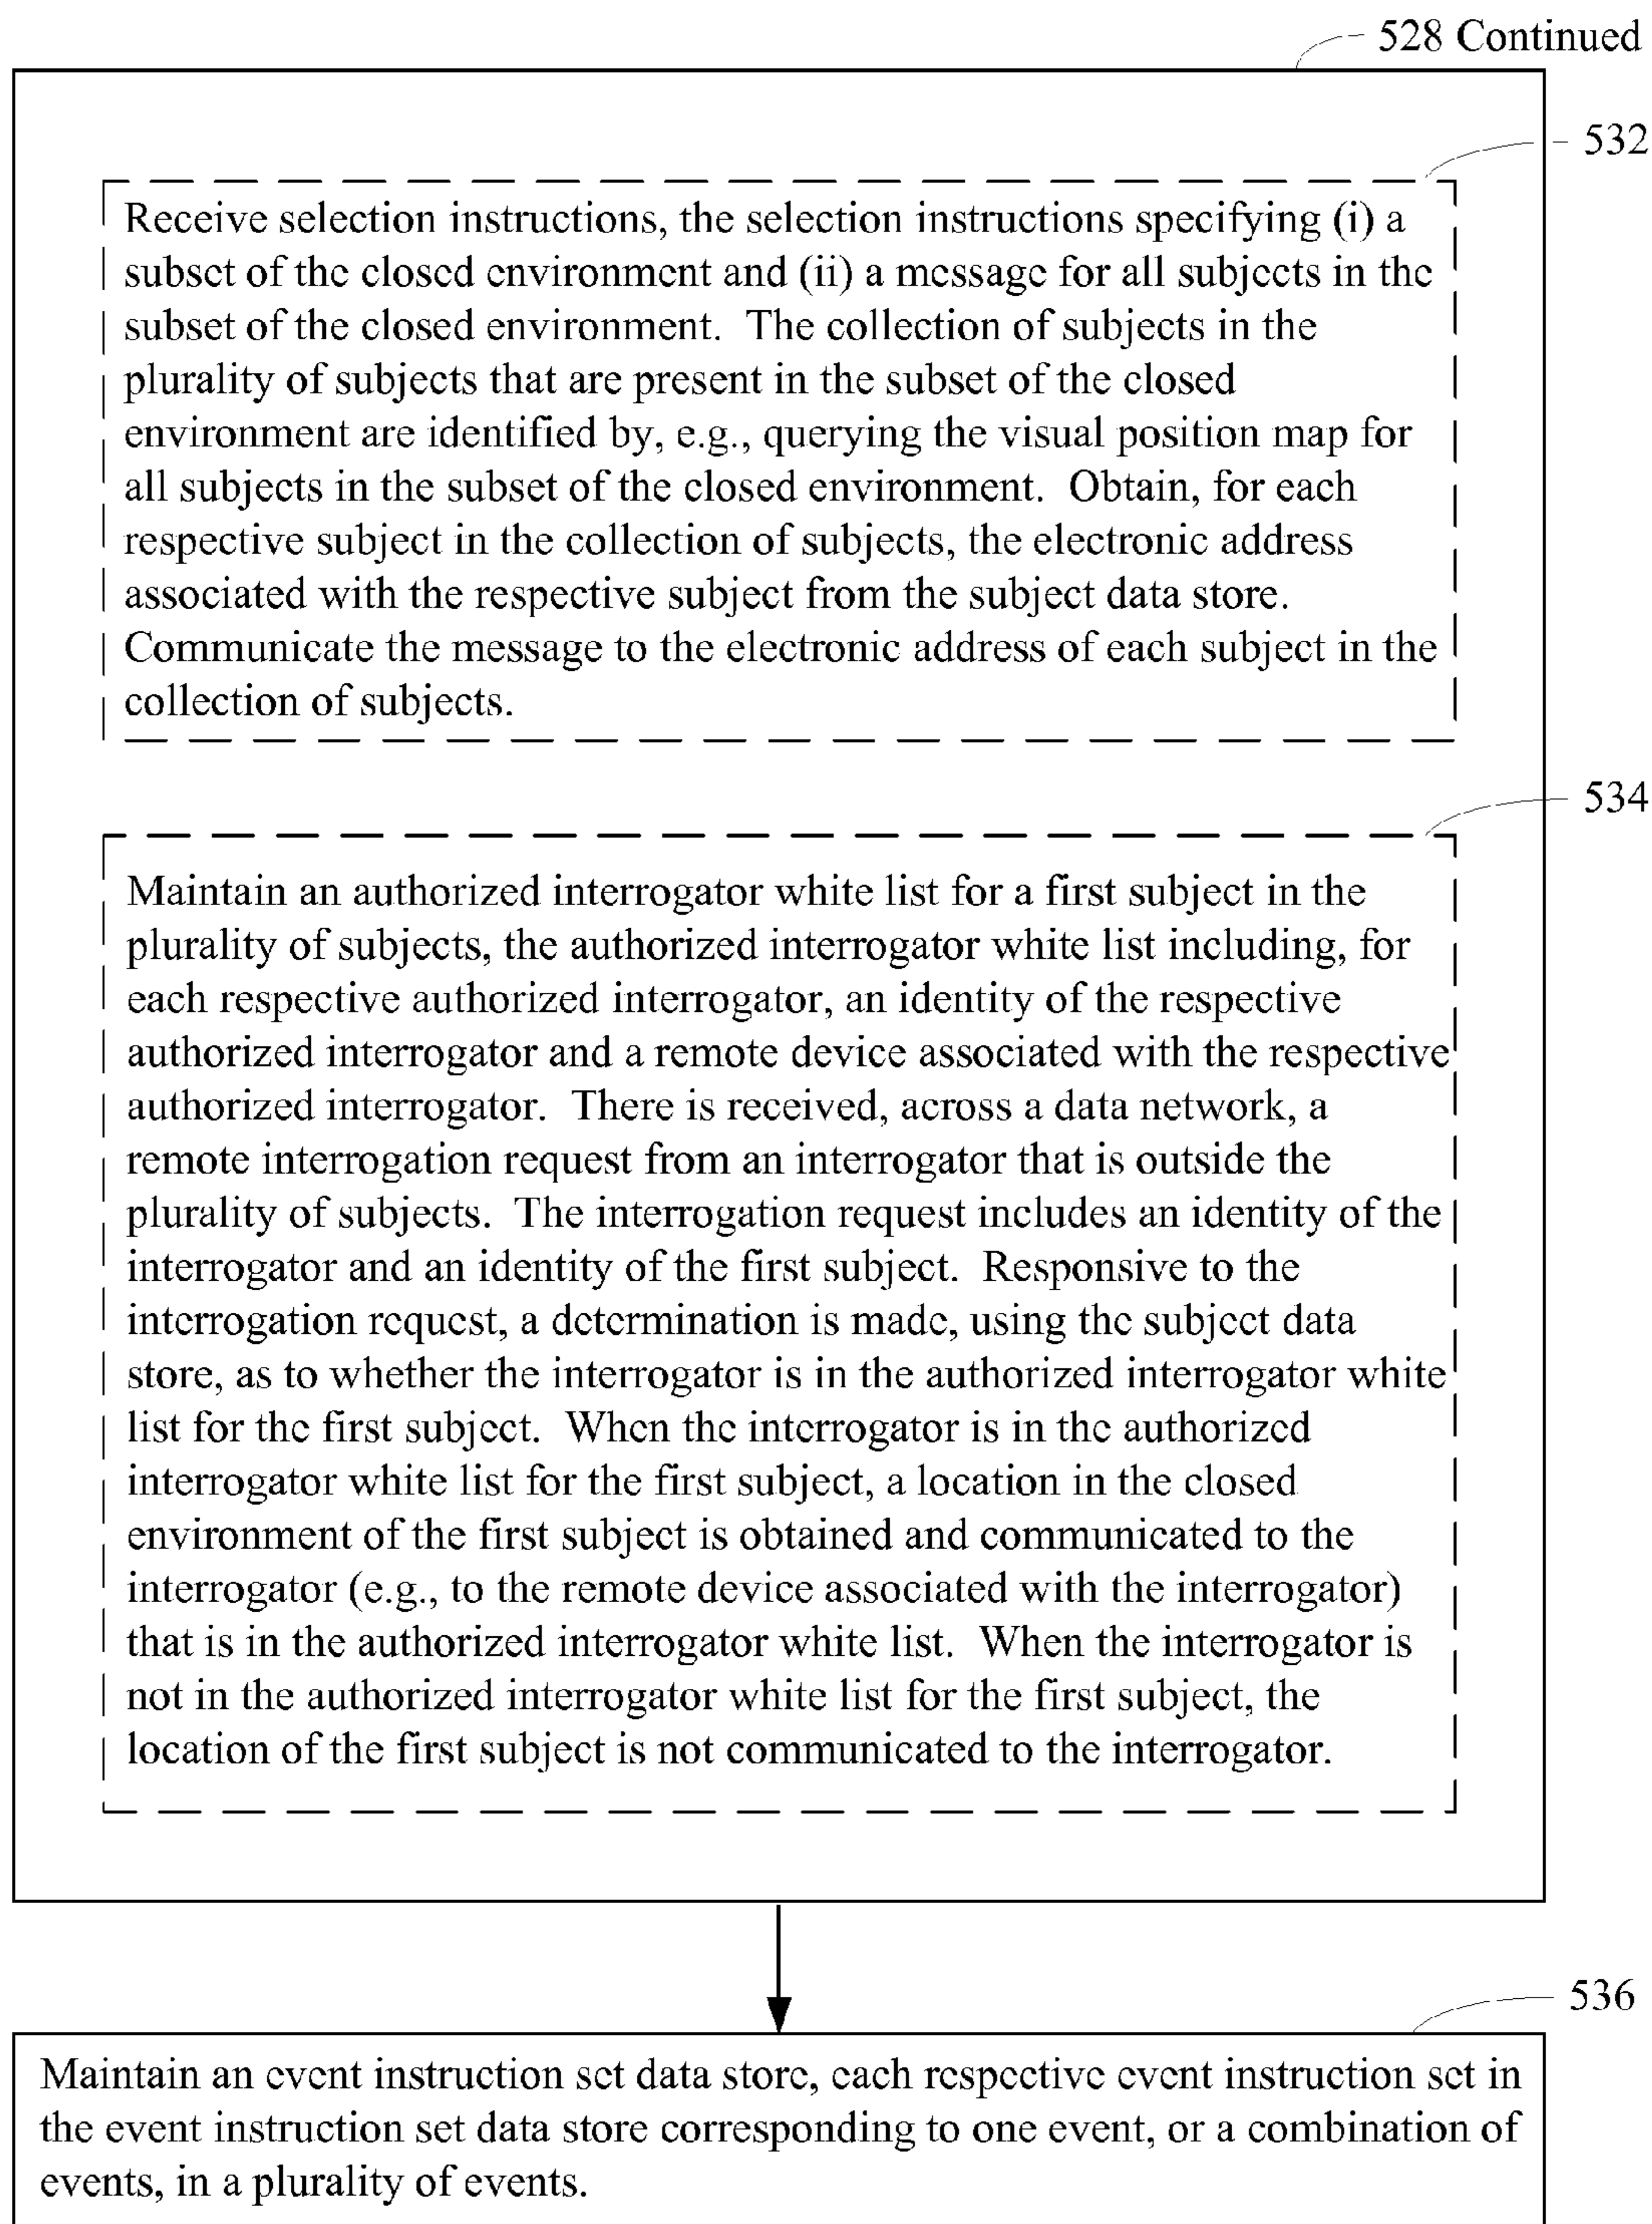 528 Continued
532
Receive selection instructions, the selection instructions specifying (i) a
subset of the closed environment and (ii) a message for all subjects in the
subset of the closed environment.  The collection of subjects in the
plurality of subjects that are present in the subset of the closed
environment are identified by, e.g., querying the visual position map for
all subjects in the subset of the closed environment.  Obtain, for each
respective subject in the collection of subjects, the electronic address
associated with the respective subject from the subject data store.
Communicate the message to the electronic address of each subject in the
collection of subjects.
534
Maintain an authorized interrogator white list for a first subject in the
plurality of subjects, the authorized interrogator white list including, for
each respective authorized interrogator, an identity of the respective
authorized interrogator and a remote device associated with the respective
authorized interrogator.  There is received, across a data network, a
remote interrogation request from an interrogator that is outside the
plurality of subjects.  The interrogation request includes an identity of the
interrogator and an identity of the first subject.  Responsive to the
interrogation request, a determination is made, using the subject data
store, as to whether the interrogator is in the authorized interrogator white
list for the first subject.  When the interrogator is in the authorized
interrogator white list for the first subject, a location in the closed
environment of the first subject is obtained and communicated to the
interrogator (e.g., to the remote device associated with the interrogator)
that is in the authorized interrogator white list.  When the interrogator is
not in the authorized interrogator white list for the first subject, the
location of the first subject is not communicated to the interrogator.
536
Maintain an event instruction set data store, each respective event instruction set in
the event instruction set data store corresponding to one event, or a combination of
events, in a plurality of events.